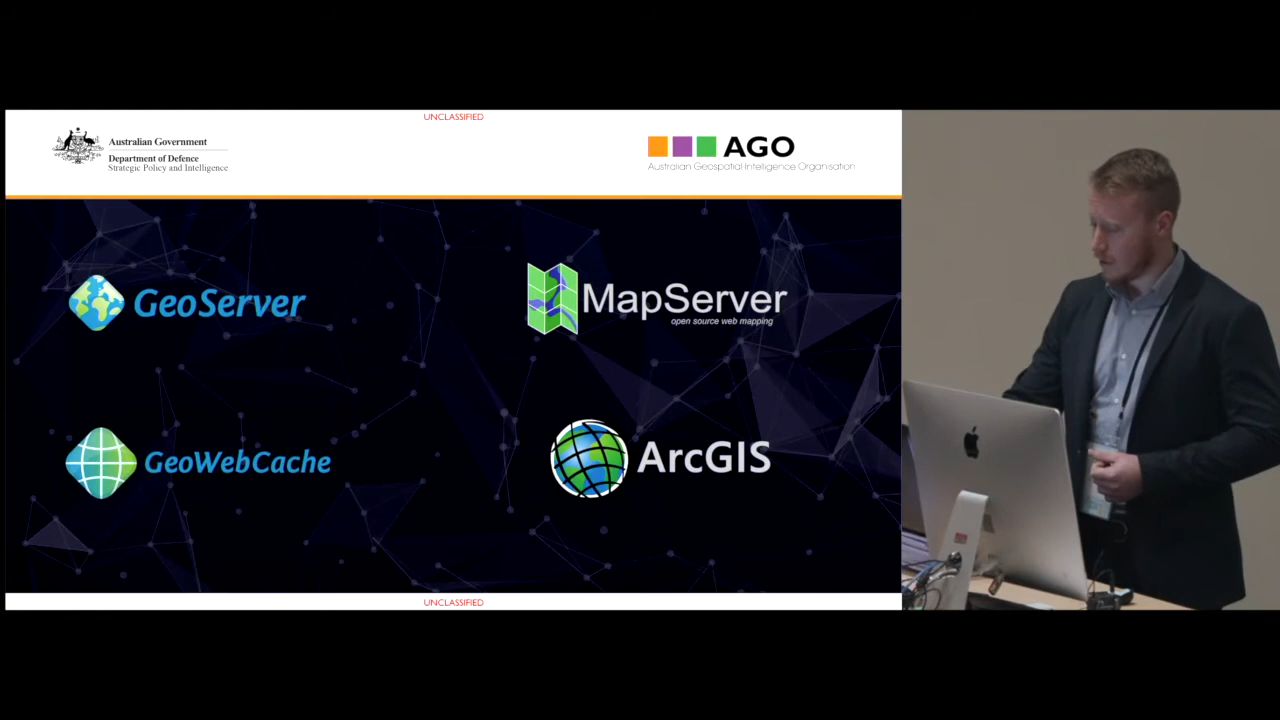 UNCLASSIFIED
Australian Government
Department of Defence
Strategic Policy and Intelligence
AGO
Australian Geospatial Intelligence Organisation
GeoServer
MapServer
open source web mapping
GeoWebCache
ArcGIS
UNCLASSIFIED